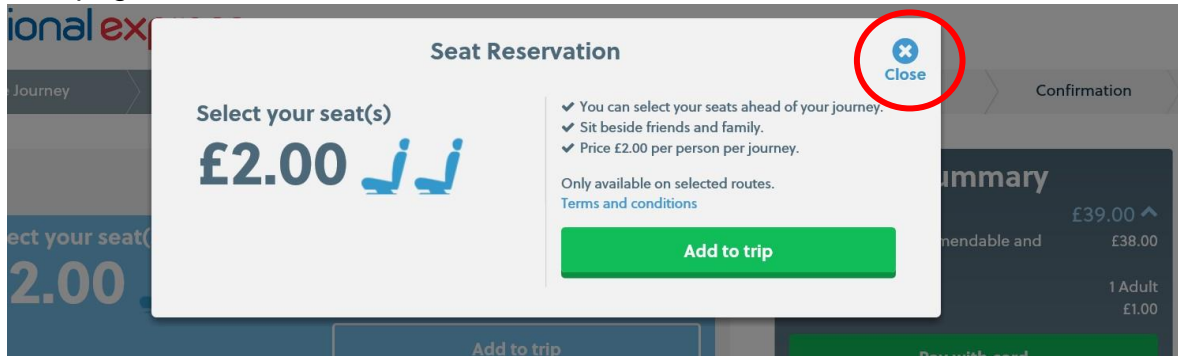 ional exp
Journey
Confirmation
Seat Reservation
Close
Select your seat(s)
£2.00
✔ You can select your seats ahead of your journey.
✔ Sit beside friends and family.
✔ Price £2.00 per person per journey.
Only available on selected routes.
Terms and conditions
Add to trip
ect your seat(
2.00
Add to trip
ummary
£39.00
mendable and £38.00
1 Adult
£1.00
Pay with card